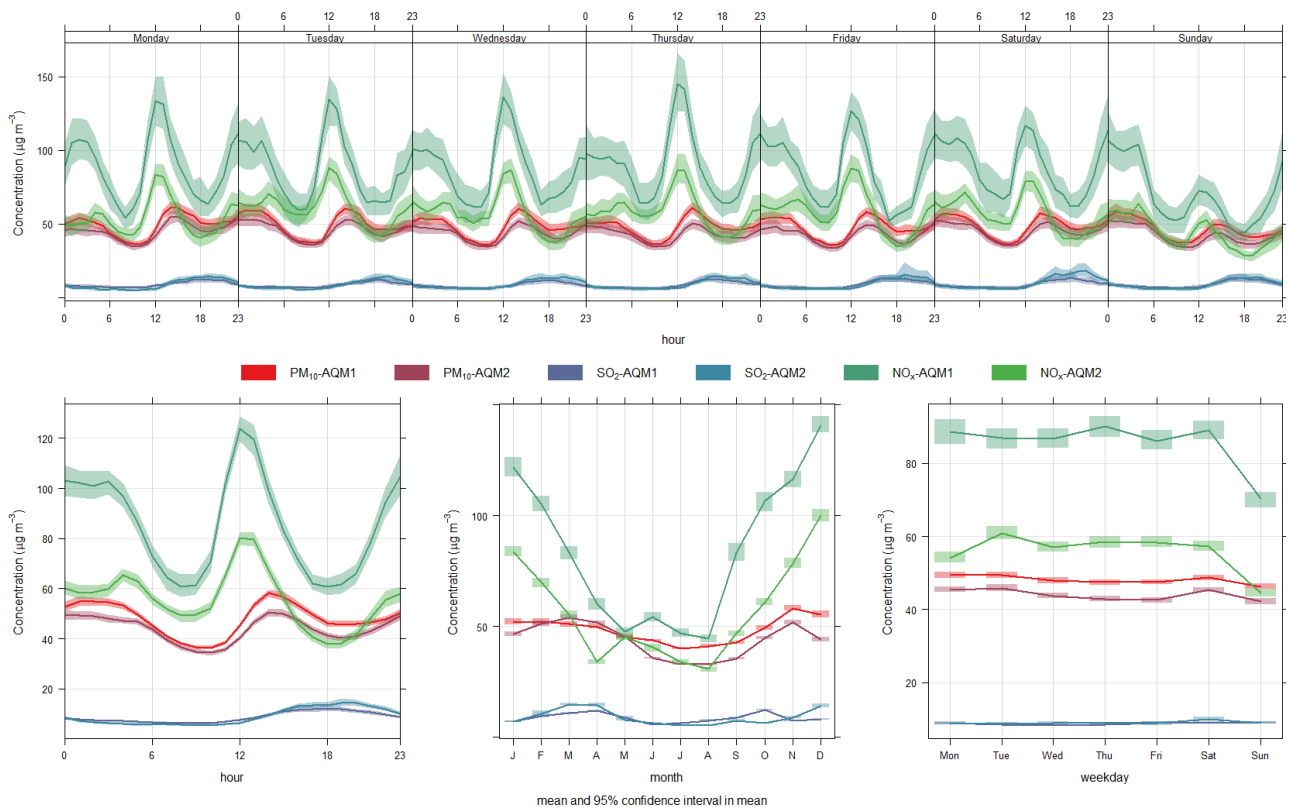 0 6 12 18 23 0 6 12 18 23 0 6 12 18 23
Monday Tuesday Wednesday Thursday Friday Saturday Sunday
150
100
50
Concentration (µg m⁻³)
0 6 12 18 23 0 6 12 18 23 0 6 12 18 23 0 6 12 18 23
hour
PM₁₀-AQM1 PM₁₀-AQM2 SO₂-AQM1 SO₂-AQM2 NOₓ-AQM1 NOₓ-AQM2
120
100
80
60
40
20
Concentration (µg m⁻³)
0 6 12 18 23
hour
100
50
Concentration (µg m⁻³)
J F M A M J J A S O N D
month
80
60
40
20
Concentration (µg m⁻³)
Mon Tue Wed Thu Fri Sat Sun
weekday
mean and 95% confidence interval in mean